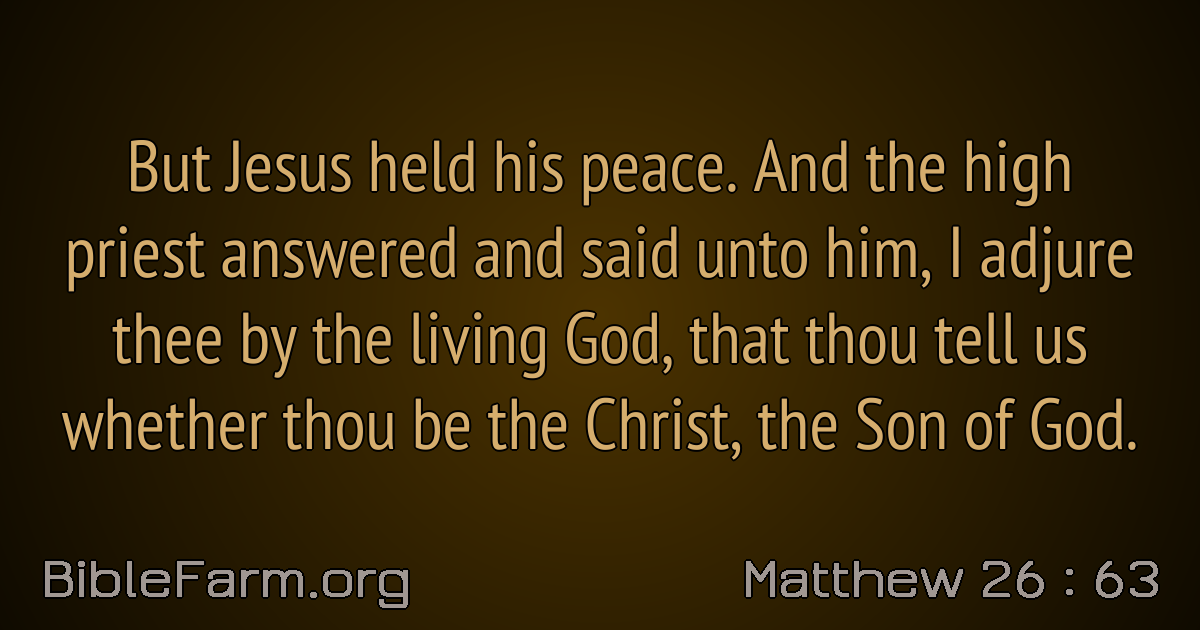 But Jesus held his peace. And the high
priest answered and said unto him, I adjure
thee by the living God, that thou tell us
whether thou be the Christ, the Son of God.
BibleFarm.org
Matthew 26 : 63